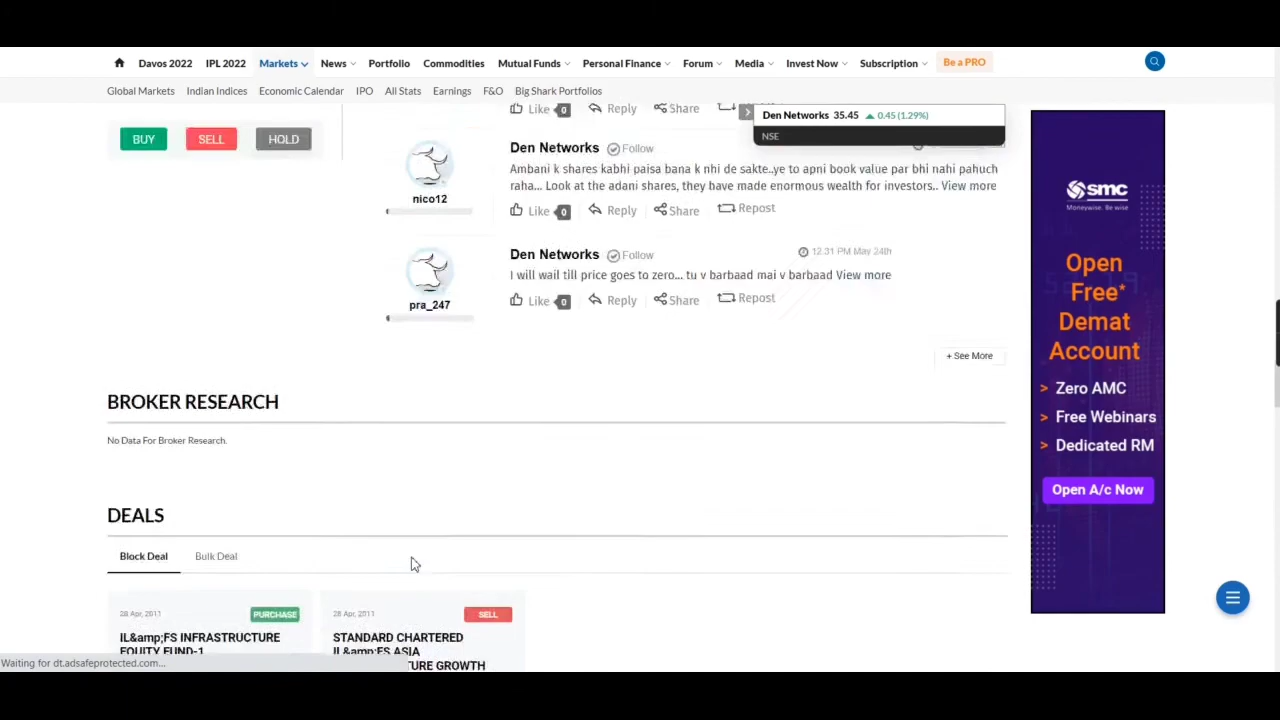 Davos 2022 IPL 2022 Markets News Portfolio Commodities Mutual Funds Personal Finance Forum Media Invest Now Subscription Be a PRO
Global Markets Indian Indices Economic Calendar IPO All Stats Earnings F&O Big Shark Portfolios
BUY SELL HOLD
Like 0 Reply Share
Den Networks 35.45 0.45 (1.29%)
NSE
nico12
Den Networks Follow
Ambani k shares kabhi paisa bana k nhi de sakte..ye to apni book value par bhi nahi pahuch
raha... Look at the adani shares, they bave made enormous wealth for investors.. View more
Like 0 Reply Share Repost
pra_247
Den Networks Follow 12.31 PM May 24th
I will wail till price goes to zero... tu v barbaad mai v barbaad View more
Like 0 Reply Share Repost
+ See More
BROKER RESEARCH
No Data For Broker Research.
DEALS
Block Deal Bulk Deal
28 Apr, 2011 PURCHASE
IL&amp;FS INFRASTRUCTURE
EQUITY FUND-1
28 Apr, 2011 SELL
STANDARD CHARTERED
IL&amp;FS ASIA
TURE GROWTH
Waiting for dt.adsafeprotected.com...
smc
Moneywise. Be wise
Open
Free*
Demat
Account
> Zero AMC
> Free Webinars
> Dedicated RM
Open A/c Now